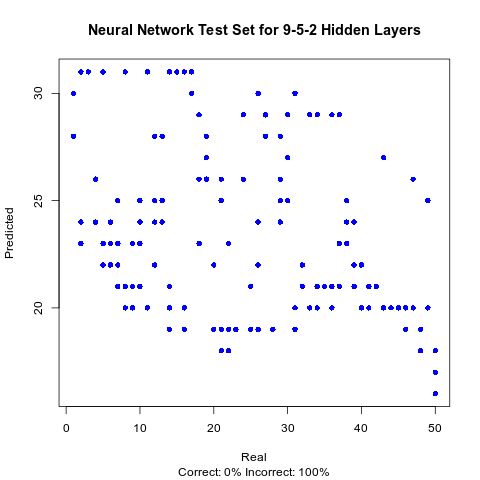 Neural Network Test Set for 9-5-2 Hidden Layers
30
25
20
Predicted
0 10 20 30 40 50
Real
Correct: 0% Incorrect: 100%